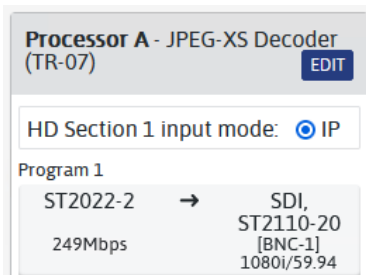 Processor A - JPEG-XS Decoder
(TR-07)
EDIT
HD Section 1 input mode: IP
Program 1
ST2022-2 → SDI,
ST2110-20
249Mbps [BNC-1]
1080i/59.94